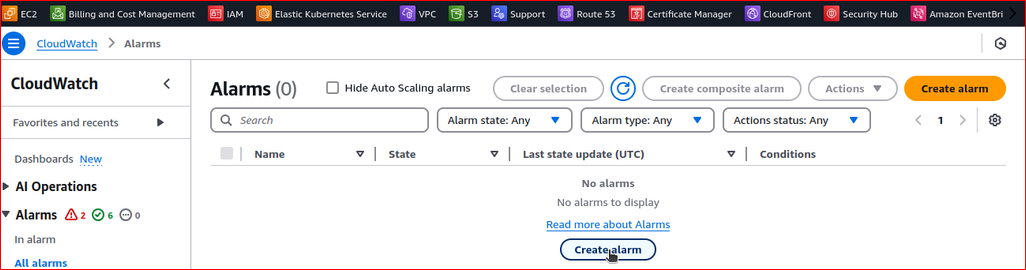 EC2 Billing and Cost Management IAM Elastic Kubernetes Service VPC S3 Support Route 53 Certificate Manager CloudFront Security Hub Amazon EventBri
CloudWatch > Alarms
CloudWatch
Favorites and recents
Dashboards New
AI Operations
Alarms 2 6 0
In alarm
All alarms
Alarms (0) Hide Auto Scaling alarms Clear selection Create composite alarm Actions Create alarm
Search Alarm state: Any Alarm type: Any Actions status: Any 1
Name State Last state update (UTC) Conditions
No alarms
No alarms to display
Read more about Alarms
Create alarm